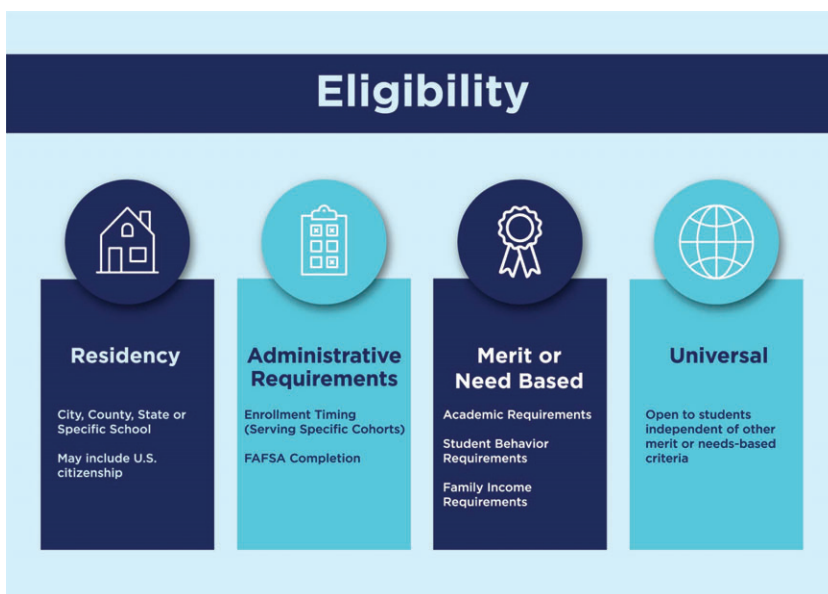 Eligibility
Residency
City, County, State or
Specific School
May include U.S.
citizenship
Administrative
Requirements
Enrollment Timing
(Serving Specific Cohorts)
FAFSA Completion
Merit or
Need Based
Academic Requirements
Student Behavior
Requirements
Family Income
Requirements
Universal
Open to students
independent of other
merit or needs-based
criteria